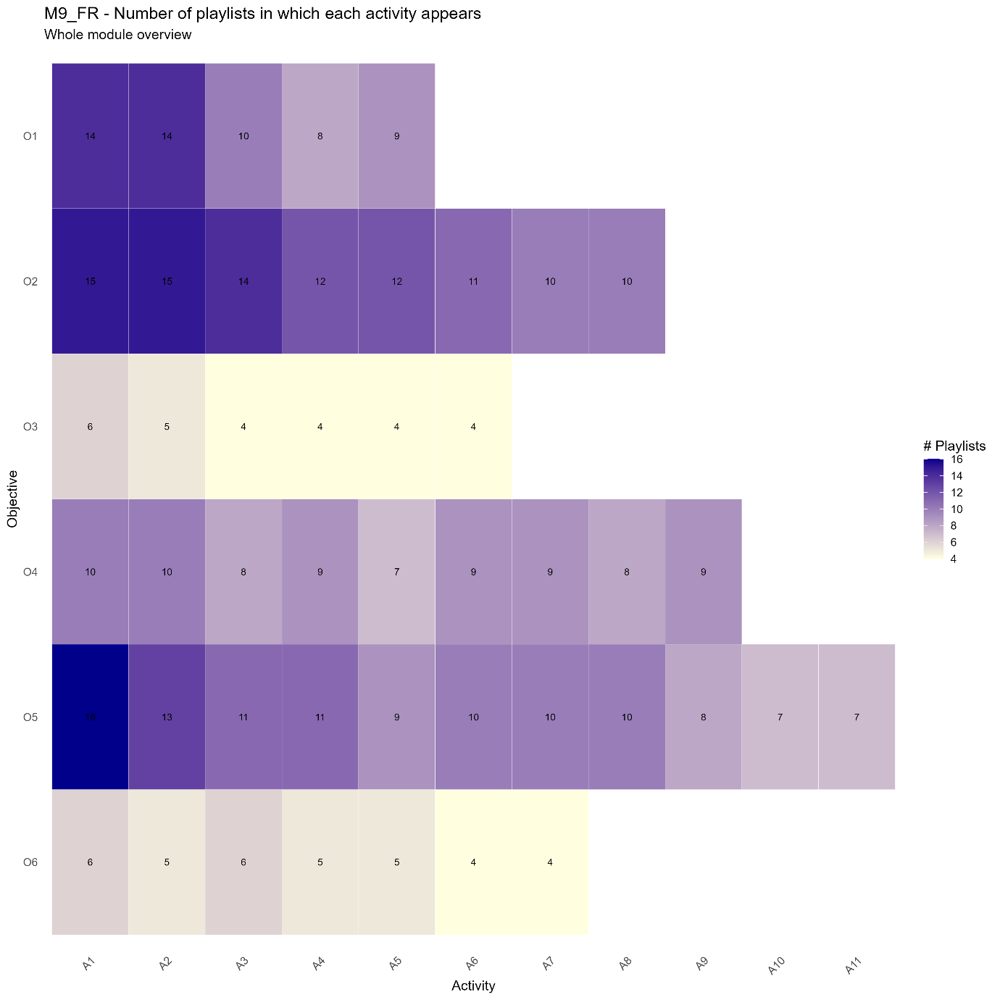 M9_FR - Number of playlists in which each activity appears
Whole module overview
O1 14 14 10 8 9
O2 15 15 14 12 12 11 10 10
O3 6 5 4 4 4 4
O4 10 10 8 9 7 9 9 8 9
O5 16 13 11 11 9 10 10 10 8 7 7
O6 6 5 6 5 5 4 4
Objective
# Playlists
16
14
12
10
8
6
4
A1 A2 A3 A4 A5 A6 A7 A8 A9 A10 A11
Activity